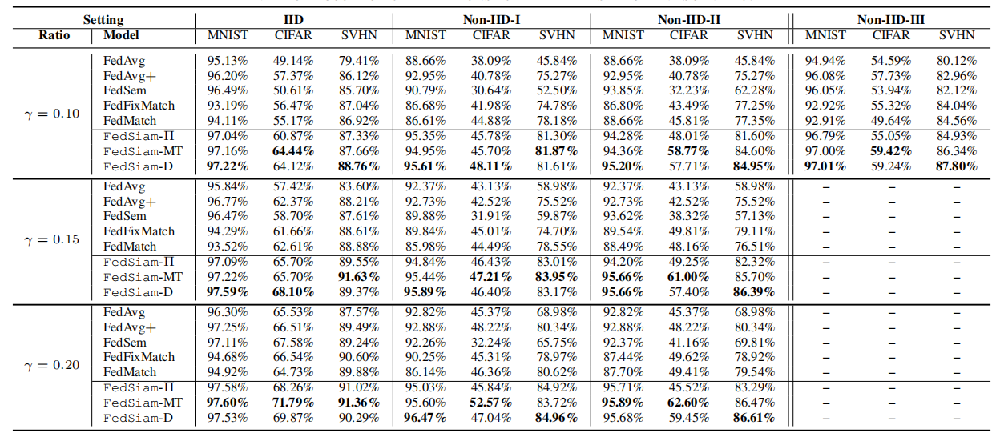 Setting IID Non-IID-I Non-IID-II Non-IID-III
Ratio Model MNIST CIFAR SVHN MNIST CIFAR SVHN MNIST CIFAR SVHN MNIST CIFAR SVHN
FedAvg 95.13% 49.14% 79.41% 88.66% 38.09% 45.84% 88.66% 38.09% 45.84% 94.94% 54.59% 80.12%
FedAvg+ 96.20% 57.37% 86.12% 92.95% 40.78% 75.27% 92.95% 40.78% 75.27% 96.08% 57.73% 82.96%
FedSem 96.49% 50.61% 85.70% 90.79% 30.64% 52.50% 93.85% 32.23% 62.28% 96.05% 53.94% 82.12%
FedFixMatch 93.19% 56.47% 87.04% 86.68% 41.98% 74.78% 86.80% 43.49% 77.25% 92.92% 55.32% 84.04%
γ = 0.10
FedMatch 94.11% 55.17% 86.92% 86.61% 44.88% 78.18% 88.66% 45.81% 77.35% 92.91% 49.64% 84.56%
FedSiam-Π 97.04% 60.87% 87.33% 95.35% 45.78% 81.30% 94.28% 48.01% 81.60% 96.79% 55.05% 84.93%
FedSiam-MT 97.16% 64.44% 87.66% 94.95% 45.70% 81.87% 94.36% 58.77% 84.60% 97.00% 59.42% 86.34%
FedSiam-D 97.22% 64.12% 88.76% 95.61% 48.11% 81.61% 95.20% 57.71% 84.95% 97.01% 59.24% 87.80%
FedAvg 95.84% 57.42% 83.60% 92.37% 43.13% 58.98% 92.37% 43.13% 58.98% – – –
FedAvg+ 96.77% 62.37% 88.21% 92.73% 42.52% 75.52% 92.73% 42.52% 75.52% – – –
FedSem 96.47% 58.70% 87.61% 89.88% 31.91% 59.87% 93.62% 38.32% 57.13% – – –
FedFixMatch 94.29% 61.66% 88.61% 89.84% 45.01% 74.70% 89.54% 49.81% 79.11% – – –
γ = 0.15
FedMatch 93.52% 62.61% 88.88% 85.98% 44.49% 78.55% 88.49% 48.16% 76.51% – – –
FedSiam-Π 97.09% 65.70% 89.55% 94.84% 46.43% 83.01% 94.20% 49.25% 82.32% – – –
FedSiam-MT 97.22% 65.70% 91.63% 95.44% 47.21% 83.95% 95.66% 61.00% 85.70% – – –
FedSiam-D 97.59% 68.10% 89.37% 95.89% 46.40% 83.17% 95.66% 57.40% 86.39% – – –
FedAvg 96.30% 65.53% 87.57% 92.82% 45.37% 68.98% 92.82% 45.37% 68.98% – – –
FedAvg+ 97.25% 66.51% 89.49% 92.88% 48.22% 80.34% 92.88% 48.22% 80.34% – – –
FedSem 97.11% 67.58% 89.24% 92.26% 32.24% 65.75% 92.37% 41.16% 69.81% – – –
FedFixMatch 94.68% 66.54% 90.60% 90.25% 45.31% 78.97% 87.44% 49.62% 78.92% – – –
γ = 0.20
FedMatch 94.92% 64.73% 89.88% 86.14% 46.36% 80.62% 87.70% 49.41% 79.54% – – –
FedSiam-Π 97.58% 68.26% 91.02% 95.03% 45.84% 84.92% 95.71% 45.52% 83.29% – – –
FedSiam-MT 97.60% 71.79% 91.36% 95.60% 52.57% 83.72% 95.89% 62.60% 86.47% – – –
FedSiam-D 97.53% 69.87% 90.29% 96.47% 47.04% 84.96% 95.68% 59.45% 86.61% – – –